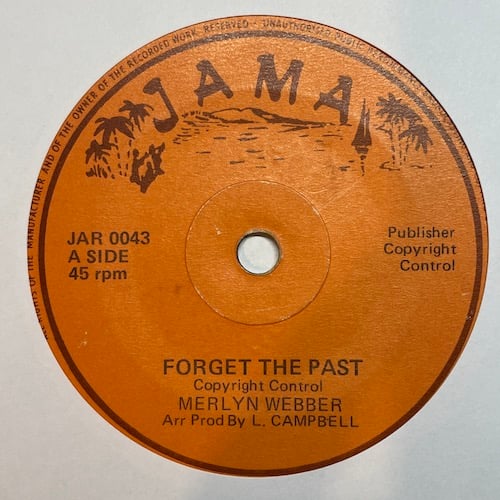 ALL RIGHTS OF THE MANUFACTURER AND OF THE OWNER OF THE RECORDED WORK RESERVED - UNAUTHORISED PUBLIC
JAMA
JAR 0043
A SIDE
45 rpm
Publisher
Copyright
Control
FORGET THE PAST
Copyright Control
MERLYN WEBBER
Arr Prod By L. CAMPBELL